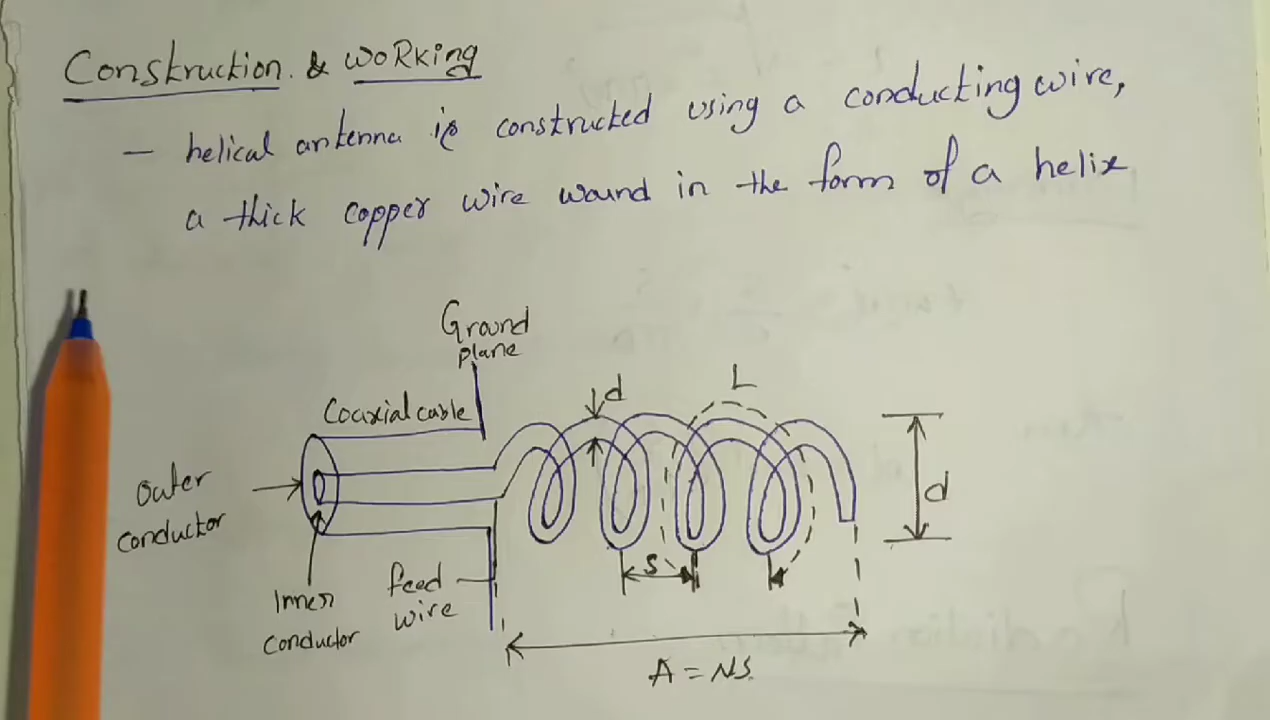 Construction & Working
— helical antenna is constructed using a conducting wire,
a thick copper wire wound in the form of a helix
Ground
plane
Coaxial cable
d
L
outer
conductor
d
S
Inner
conductor
feed
wire
A = NS.